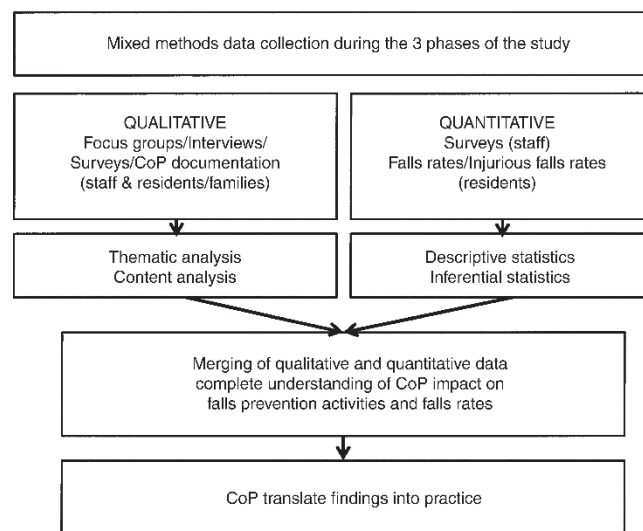 Mixed methods data collection during the 3 phases of the study
QUALITATIVE
Focus groups/Interviews/
Surveys/CoP documentation
(staff & residents/families)
QUANTITATIVE
Surveys (staff)
Falls rates/Injurious falls rates
(residents)
Thematic analysis
Content analysis
Descriptive statistics
Inferential statistics
Merging of qualitative and quantitative data
complete understanding of CoP impact on
falls prevention activities and falls rates
CoP translate findings into practice